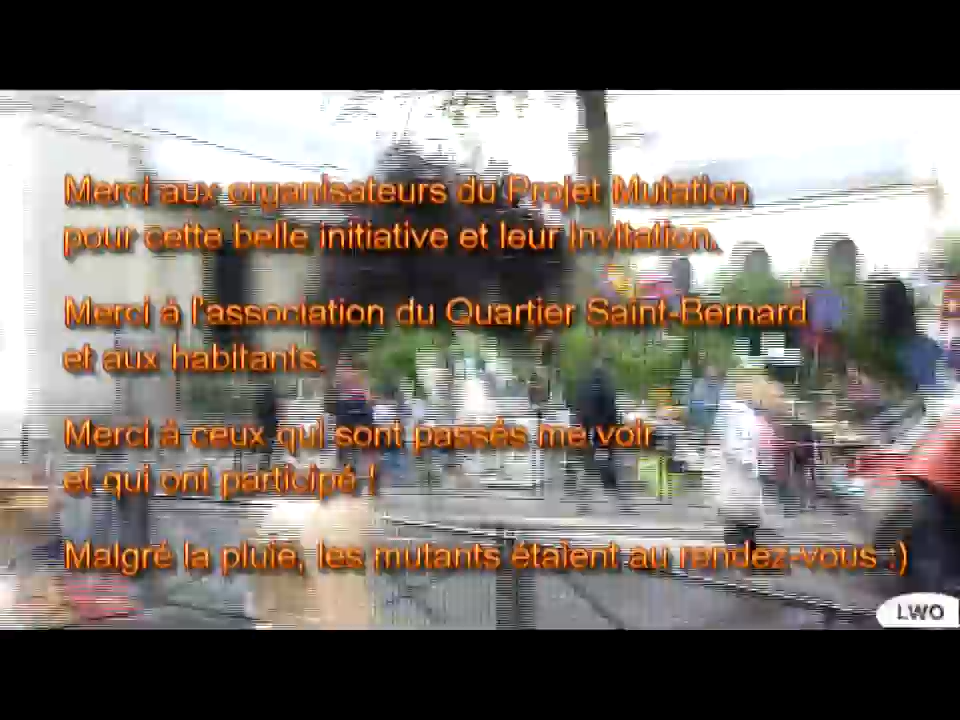 Merci aux organisateurs du Projet Mutation
pour cette belle initiative et leur invitation.
Merci à l'association du Quartier Saint-Bernard
et aux habitants.
Merci à ceux qui sont passés me voir
et qui ont participé !
Malgré la pluie, les mutants étaient au rendez-vous :)
LWO